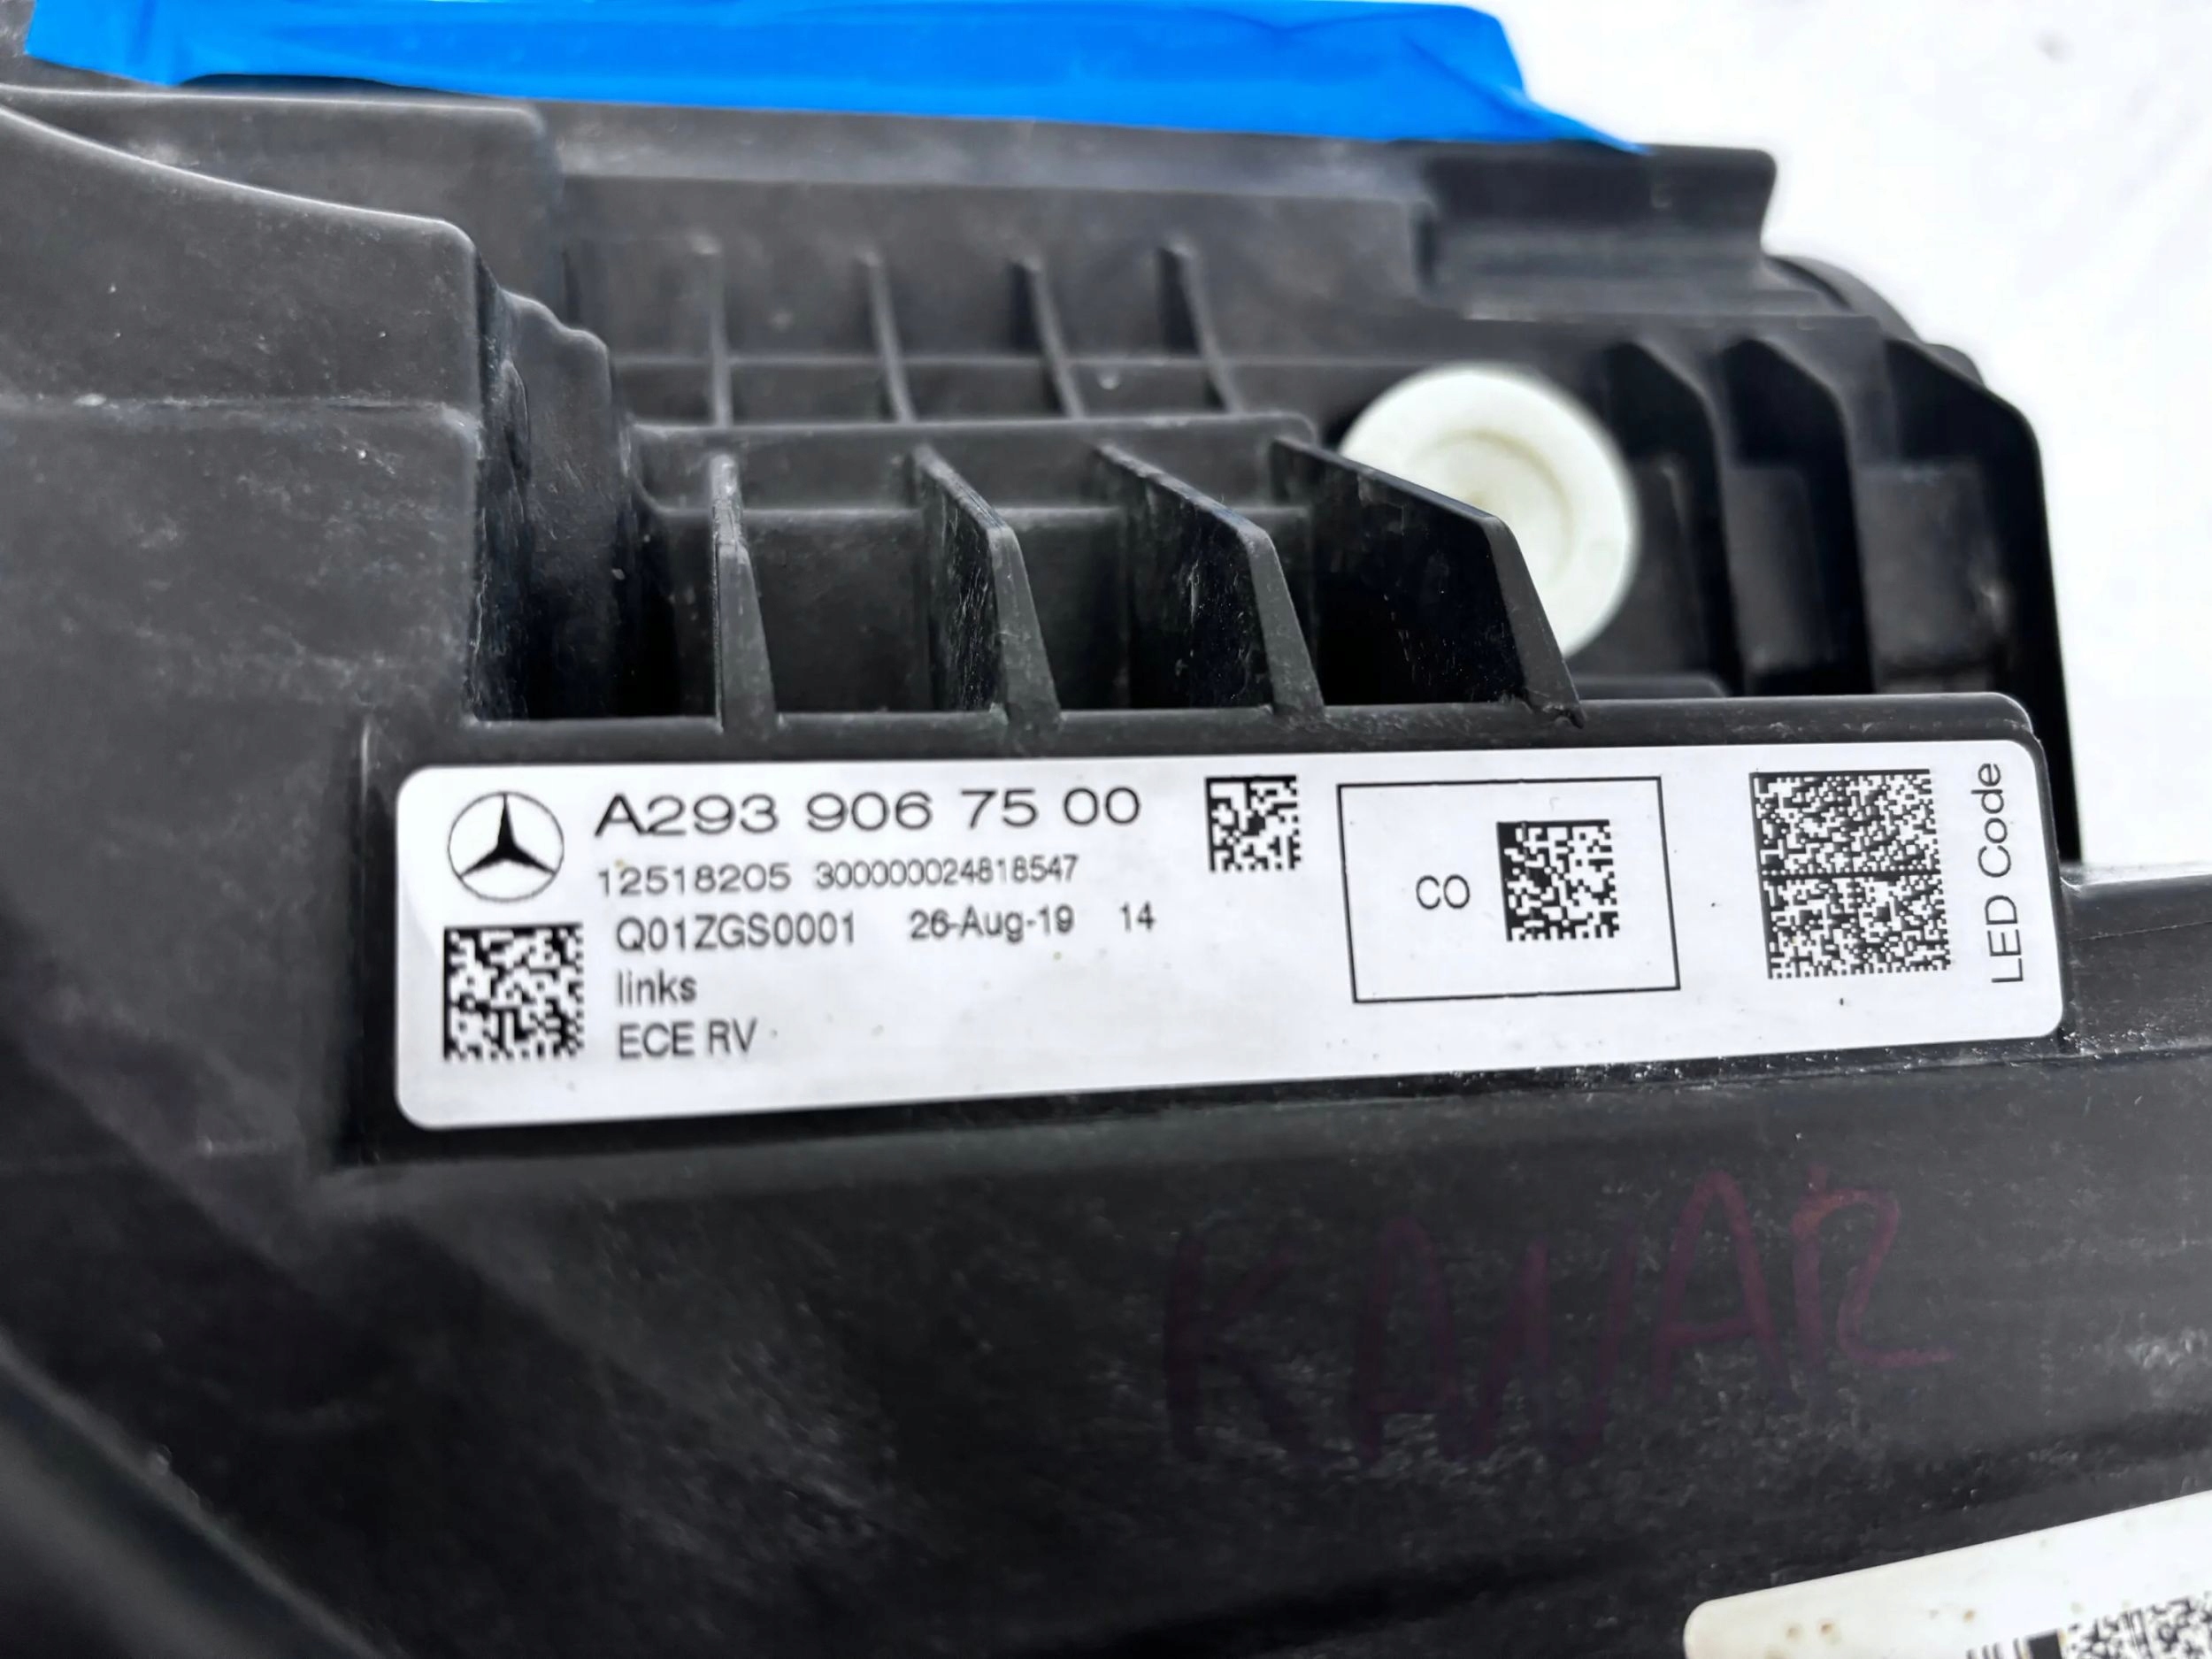 A293 906 75 00
12518205 300000024818547
Q01ZGS0001 26-Aug-19 14
links
ECE RV
CO
LED Code